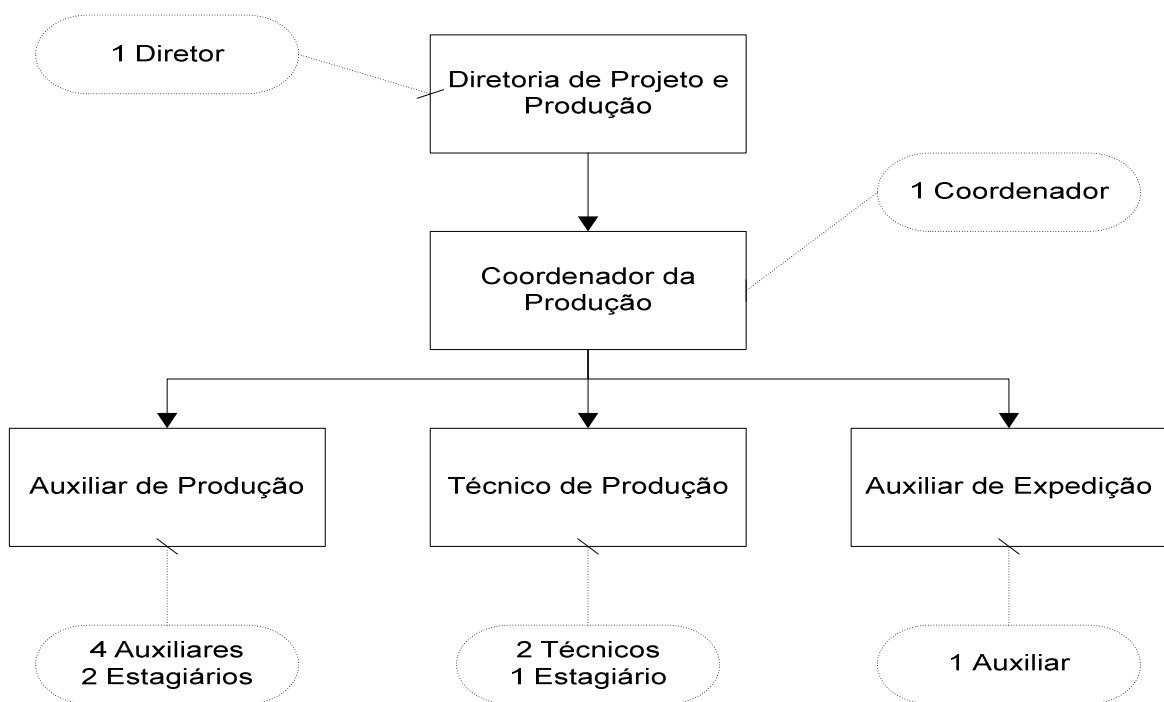 1 Diretor
Diretoria de Projeto e
Produção
1 Coordenador
Coordenador da
Produção
Auxiliar de Produção
Técnico de Produção
Auxiliar de Expedição
4 Auxiliares
2 Estagiários
2 Técnicos
1 Estagiário
1 Auxiliar